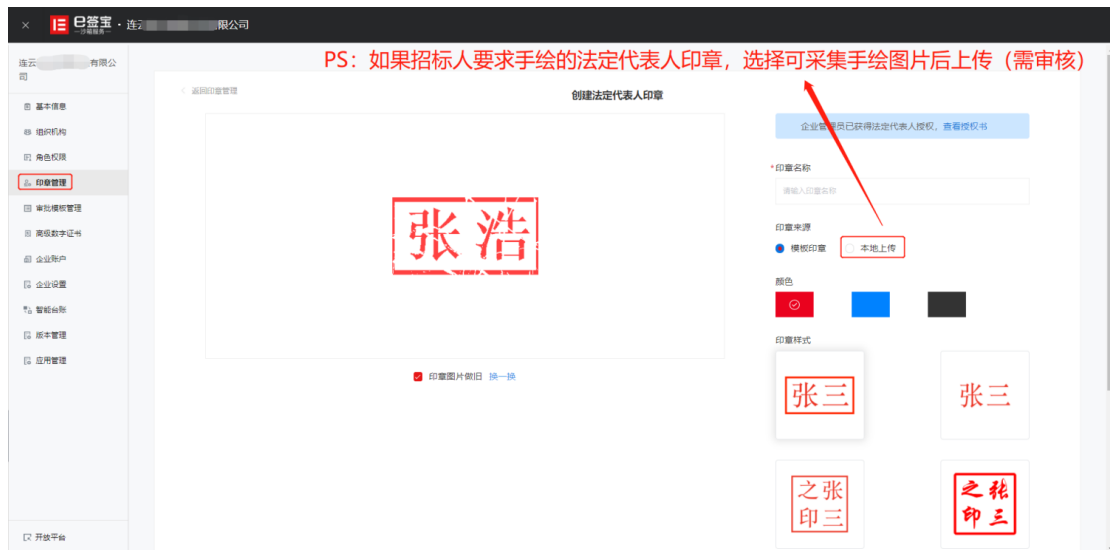 × 已签宝 · 连云 限公司
—沙箱服务—
PS：如果招标人要求手绘的法定代表人印章，选择可采集手绘图片后上传（需审核）
连云 有限公
司
基本信息
组织机构
角色权限
印章管理
审批模板管理
高级数字证书
企业账户
企业设置
智能台账
版本管理
应用管理
开放平台
< 返回印章管理
创建法定代表人印章
张浩
印章图片做旧 换一换
企业管理员已获得法定代表人授权，查看授权书
*印章名称
请输入印章名称
印章来源
模板印章 本地上传
颜色
印章样式
张三
张三
之张
印三
之张
印三